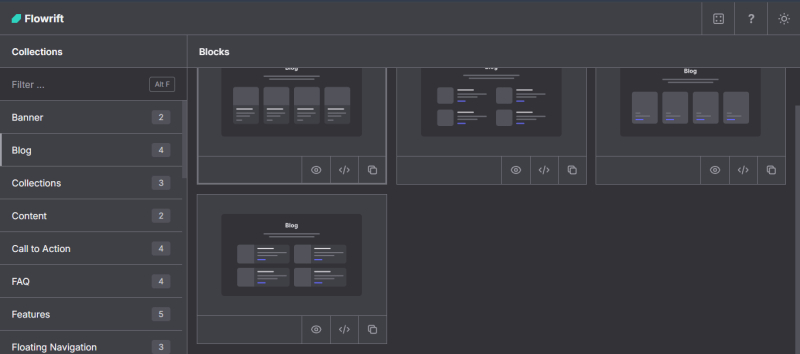 Flowrift
?
Collections
Blocks
Filter ...
Alt F
Banner
2
Blog
4
Collections
3
Content
2
Call to Action
4
FAQ
4
Features
5
Floating Navigation
3
Blog
Blog
Blog
Blog